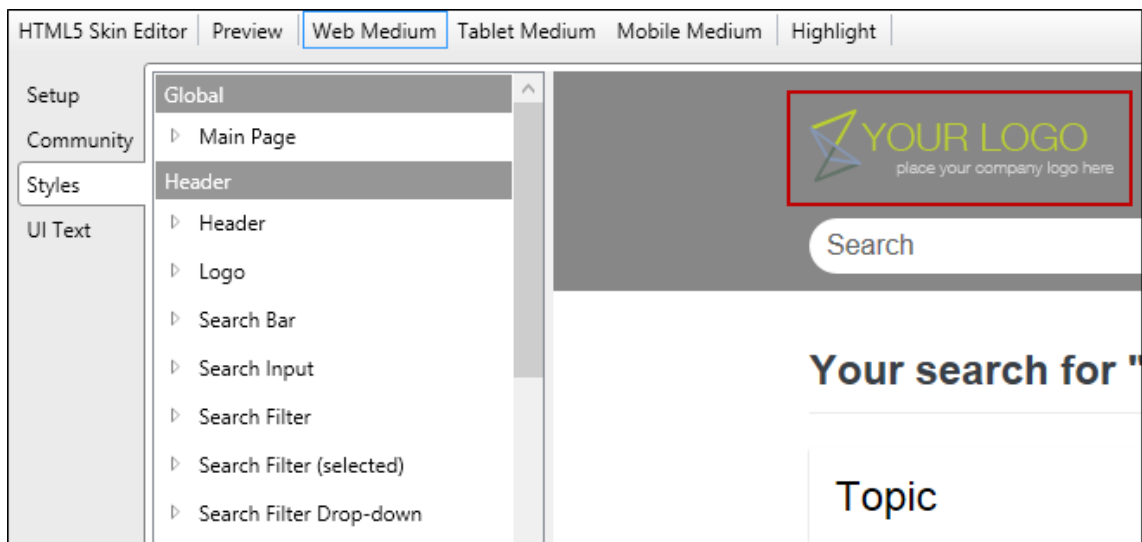 HTML5 Skin Editor Preview Web Medium Tablet Medium Mobile Medium Highlight
Setup
Community
Styles
UI Text
Global
Main Page
Header
Header
Logo
Search Bar
Search Input
Search Filter
Search Filter (selected)
Search Filter Drop-down
YOUR LOGO
place your company logo here
Search
Your search for "
Topic